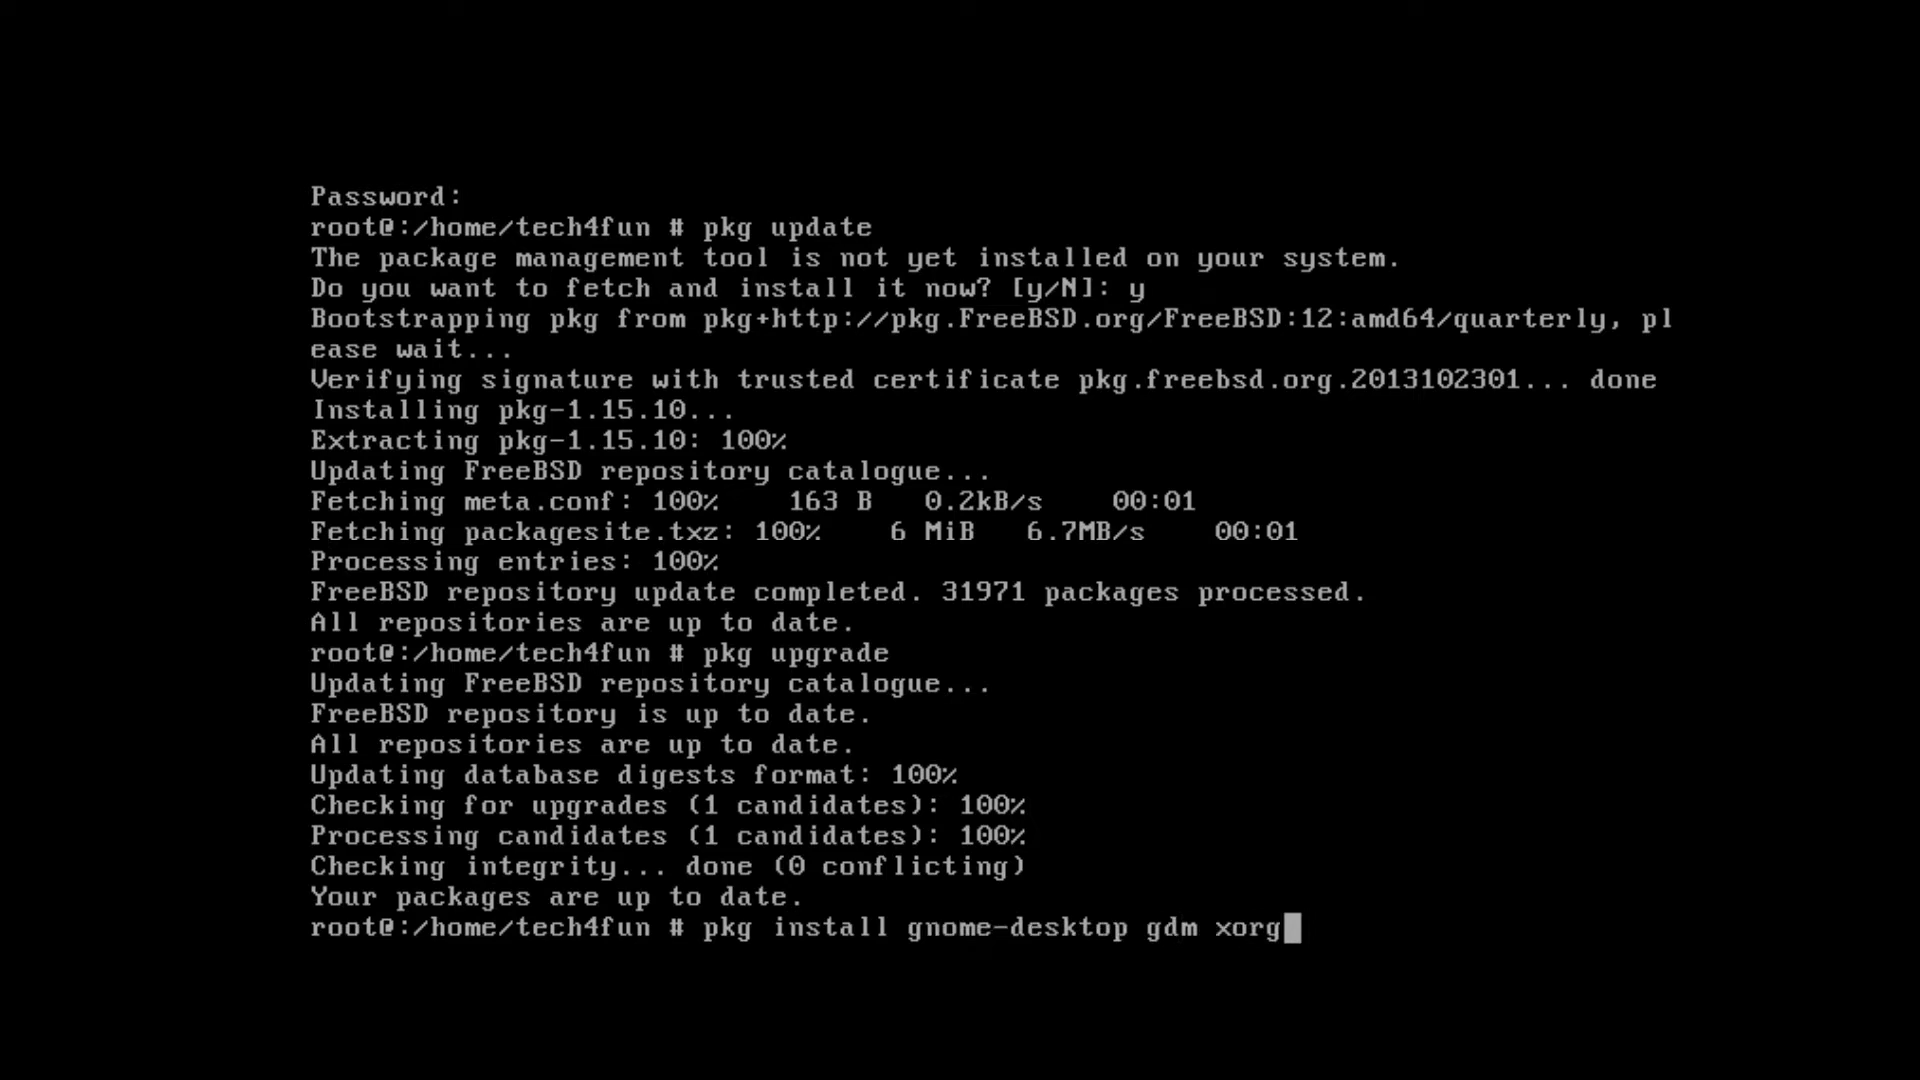 Password:
root@:/home/tech4fun # pkg update
The package management tool is not yet installed on your system.
Do you want to fetch and install it now? [y/N]: y
Bootstrapping pkg from pkg+http://pkg.FreeBSD.org/FreeBSD:12:amd64/quarterly, pl
ease wait...
Verifying signature with trusted certificate pkg.freebsd.org.2013102301... done
Installing pkg-1.15.10...
Extracting pkg-1.15.10: 100%
Updating FreeBSD repository catalogue...
Fetching meta.conf: 100%    163 B   0.2kB/s    00:01
Fetching packagesite.txz: 100%    6 MiB   6.7MB/s    00:01
Processing entries: 100%
FreeBSD repository update completed. 31971 packages processed.
All repositories are up to date.
root@:/home/tech4fun # pkg upgrade
Updating FreeBSD repository catalogue...
FreeBSD repository is up to date.
All repositories are up to date.
Updating database digests format: 100%
Checking for upgrades (1 candidates): 100%
Processing candidates (1 candidates): 100%
Checking integrity... done (0 conflicting)
Your packages are up to date.
root@:/home/tech4fun # pkg install gnome-desktop gdm xorg